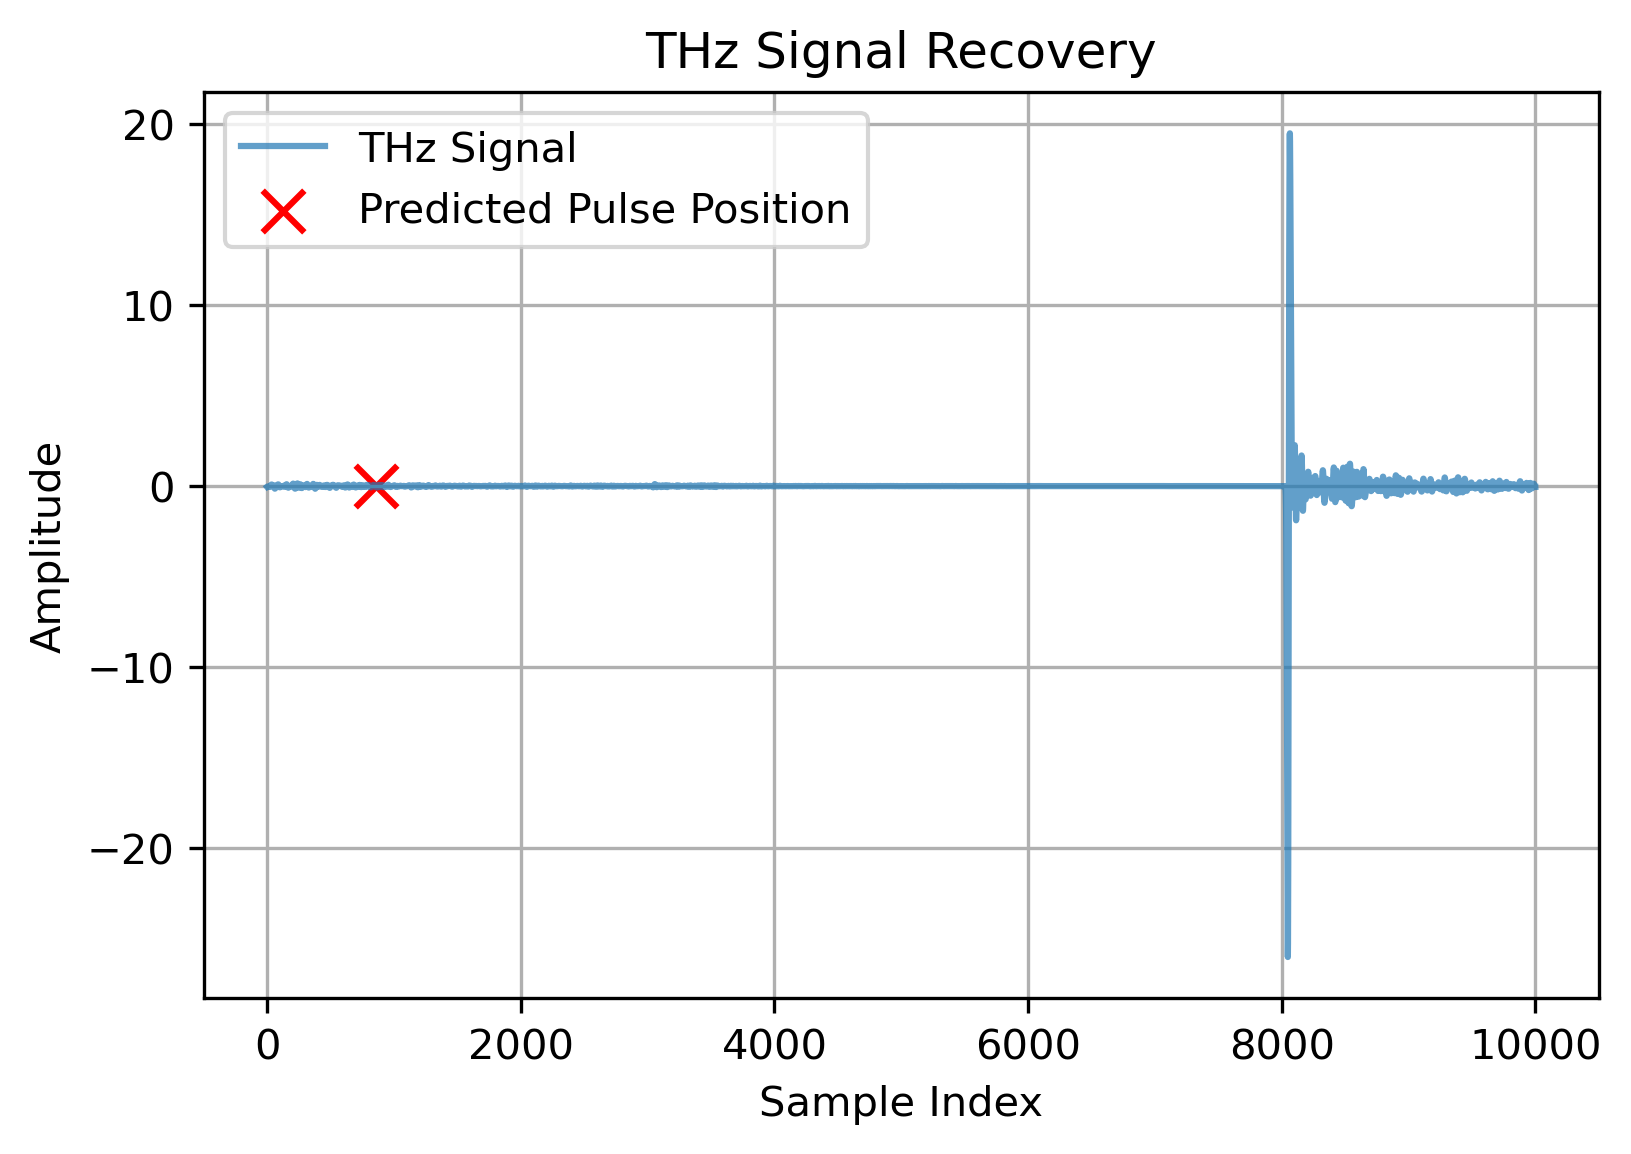 THz Signal Recovery
THz Signal
Predicted Pulse Position
20
10
0
−10
−20
Amplitude
0 2000 4000 6000 8000 10000
Sample Index